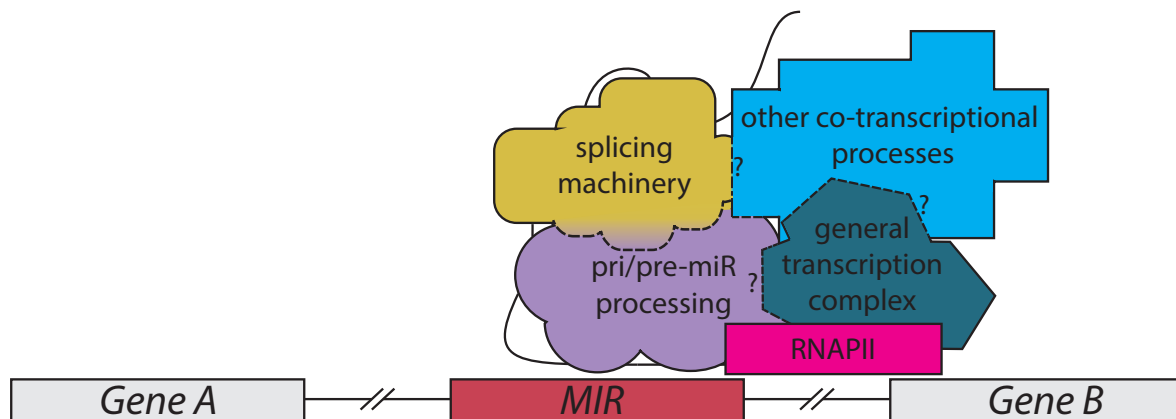 other co-transcriptional
processes
splicing
machinery
?
?
general
transcription
complex
pri/pre-miR
processing
?
RNAPII
Gene A
MIR
Gene B